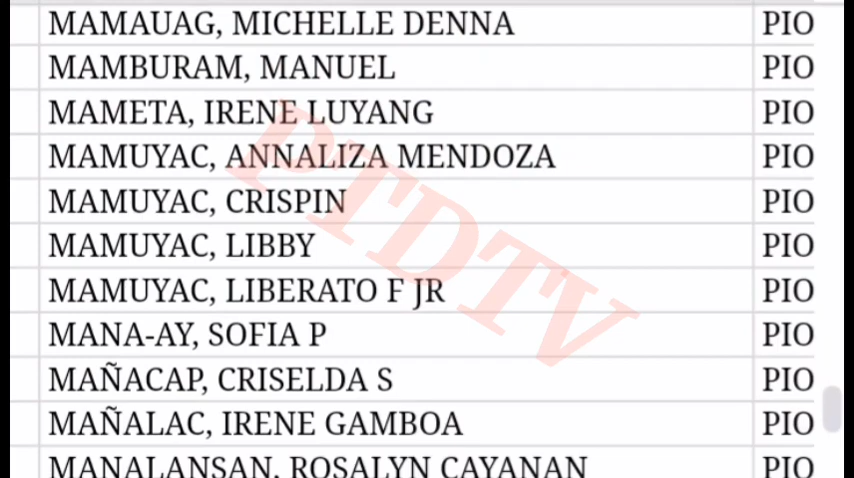 MAMAUAG, MICHELLE DENNA PIO
MAMBURAM, MANUEL PIO
MAMETA, IRENE LUYANG PIO
MAMUYAC, ANNALIZA MENDOZA PIO
MAMUYAC, CRISPIN PIO
MAMUYAC, LIBBY PIO
MAMUYAC, LIBERATO F JR PIO
MANA-AY, SOFIA P PIO
MAÑACAP, CRISELDA S PIO
MAÑALAC, IRENE GAMBOA PIO
MANALANSAN, ROSALYN CAYANAN PIO
PTDTV